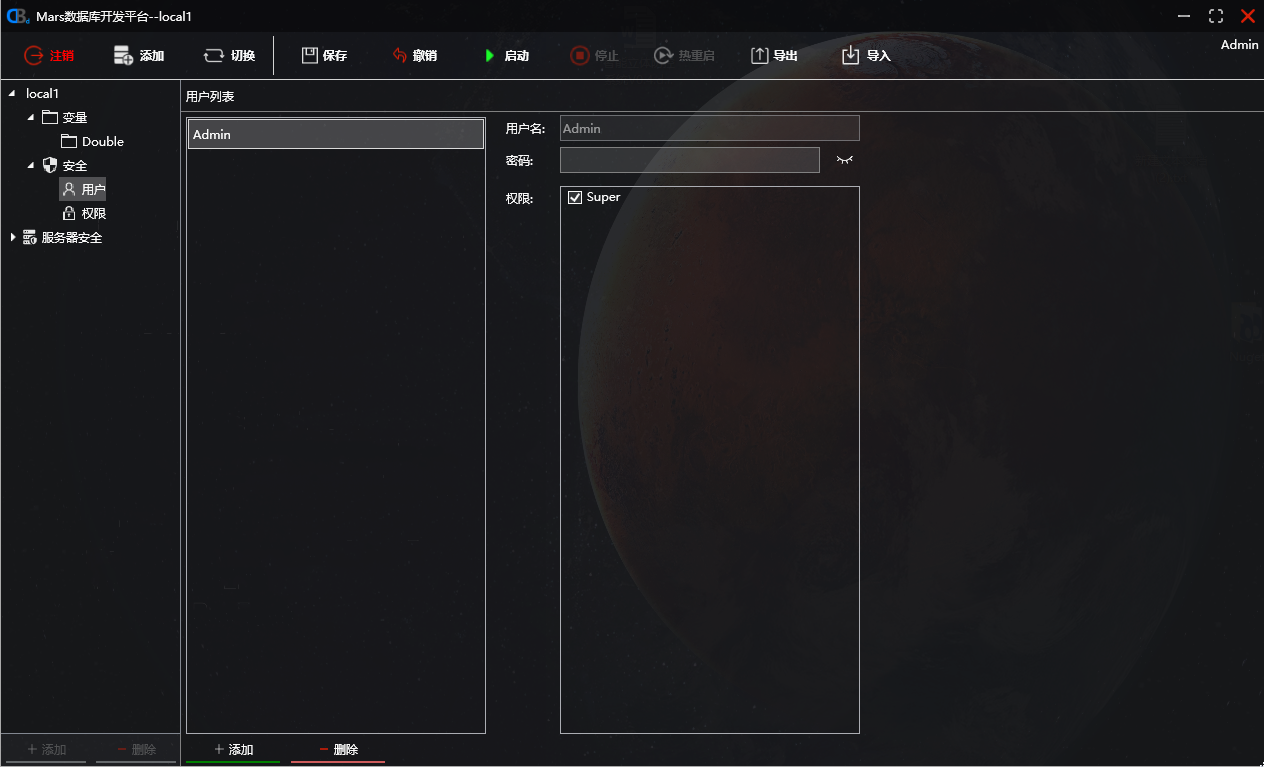 Mars数据库开发平台--local1
注销 添加 切换 保存 撤销 启动 停止 热重启 导出 导入 Admin
local1
变量
Double
安全
用户
权限
服务器安全
添加 删除
用户列表
Admin
添加 删除
用户名: Admin
密码:
权限: Super